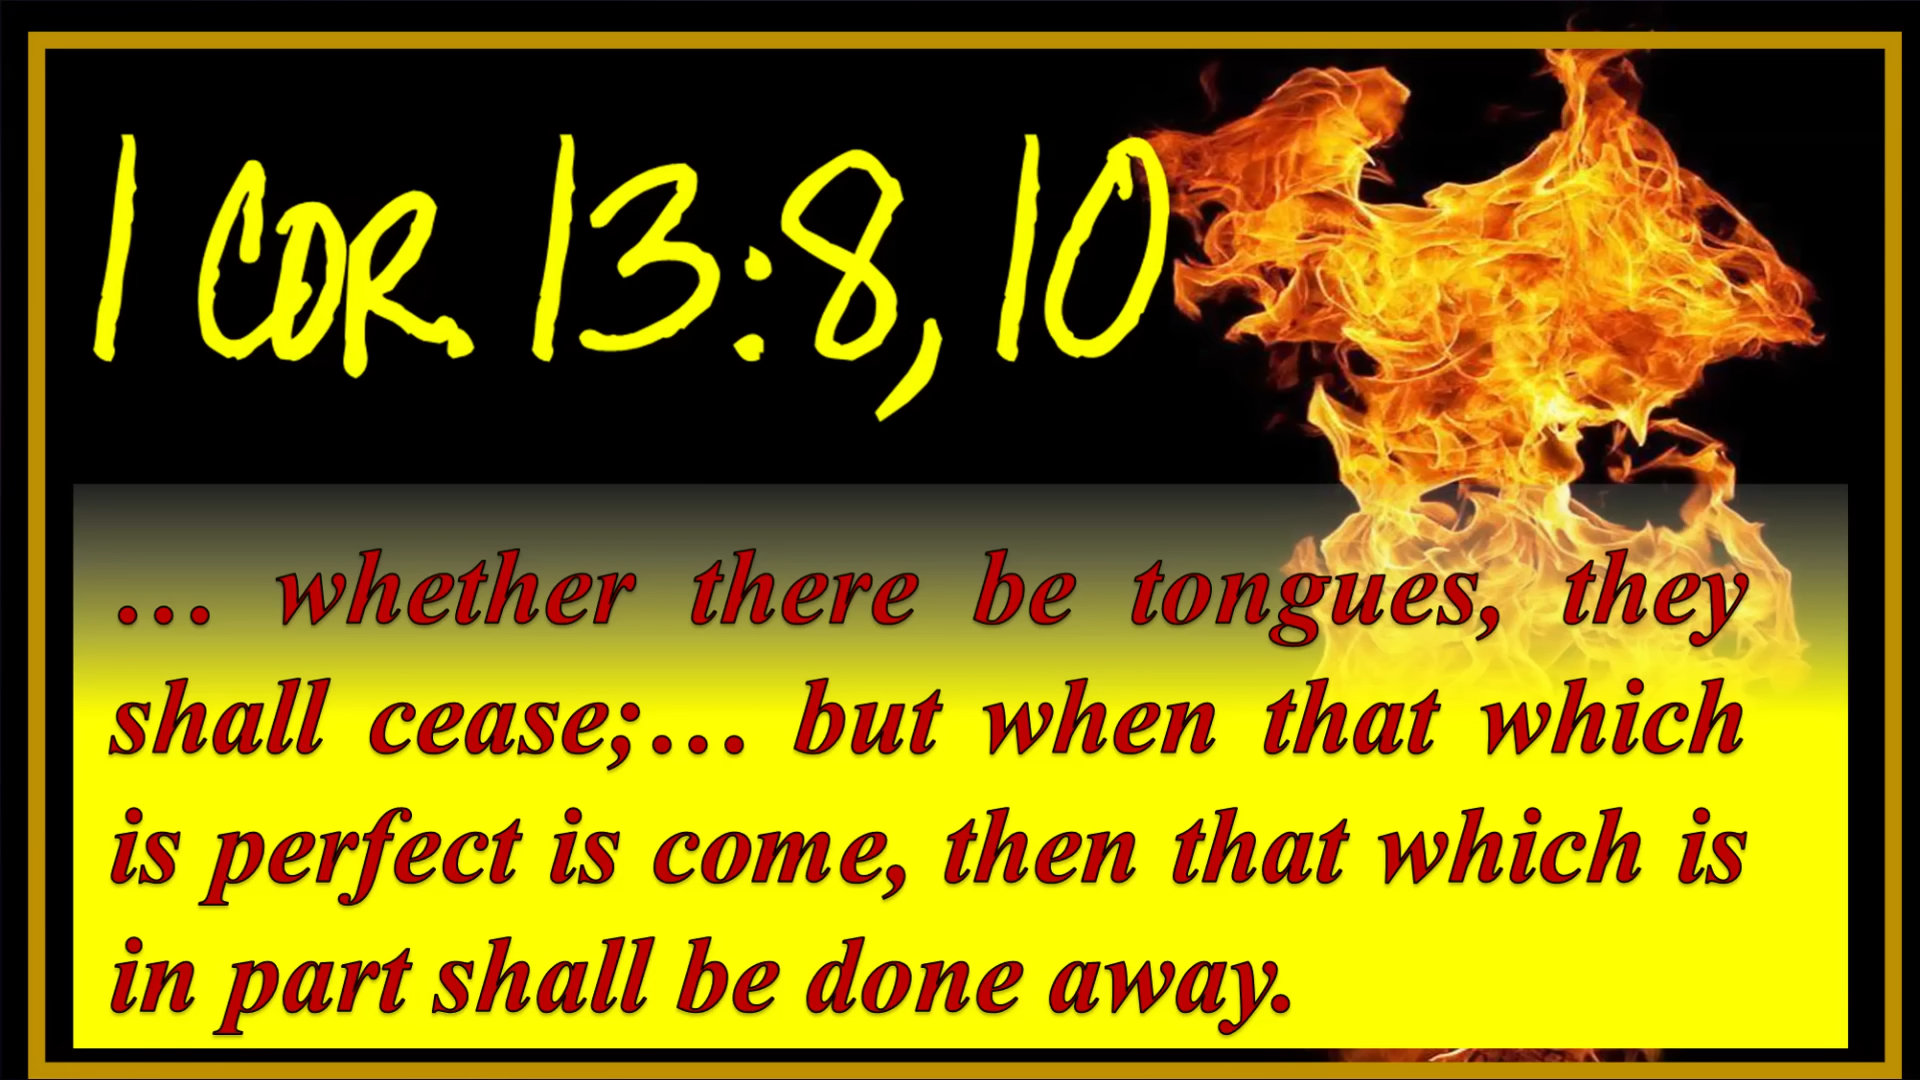 1 COR. 13:8, 10
… whether there be tongues, they
shall cease;… but when that which
is perfect is come, then that which is
in part shall be done away.